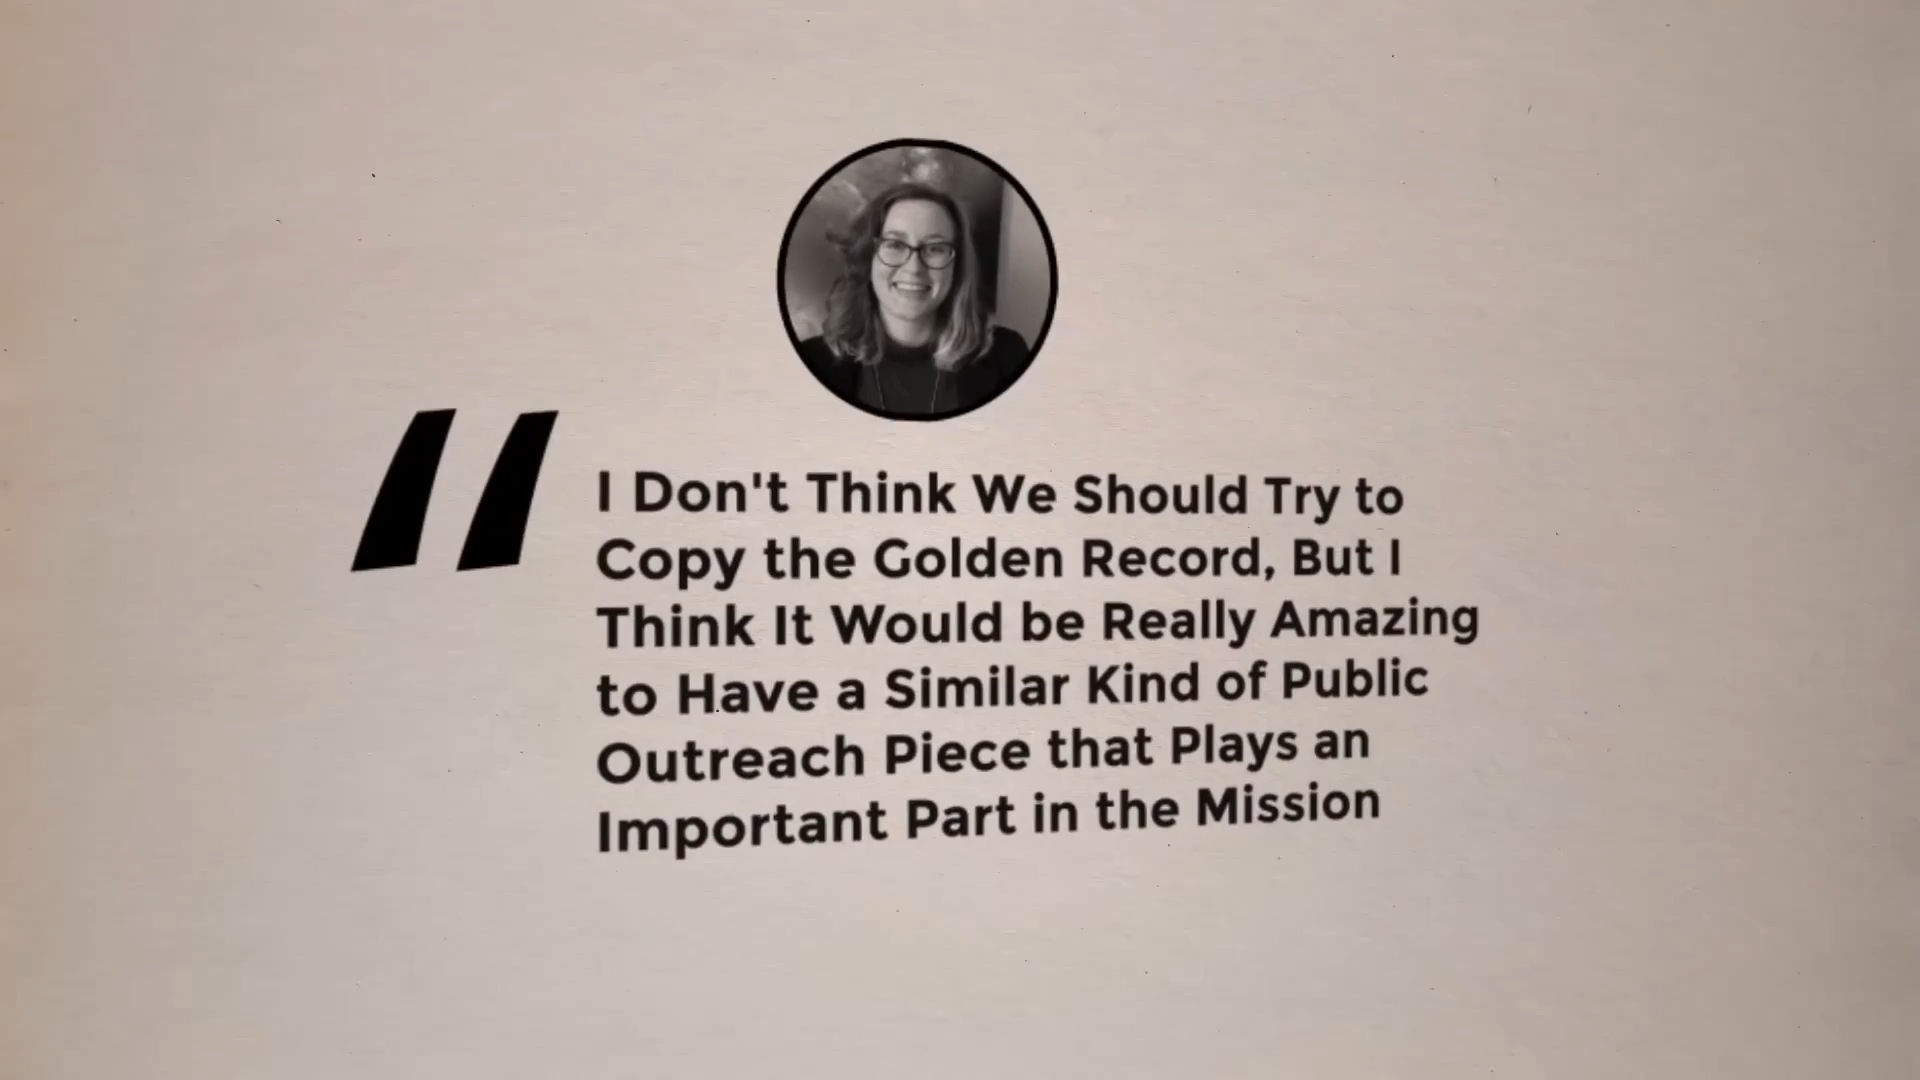 I Don't Think We Should Try to
Copy the Golden Record, But I
Think It Would be Really Amazing
to Have a Similar Kind of Public
Outreach Piece that Plays an
Important Part in the Mission